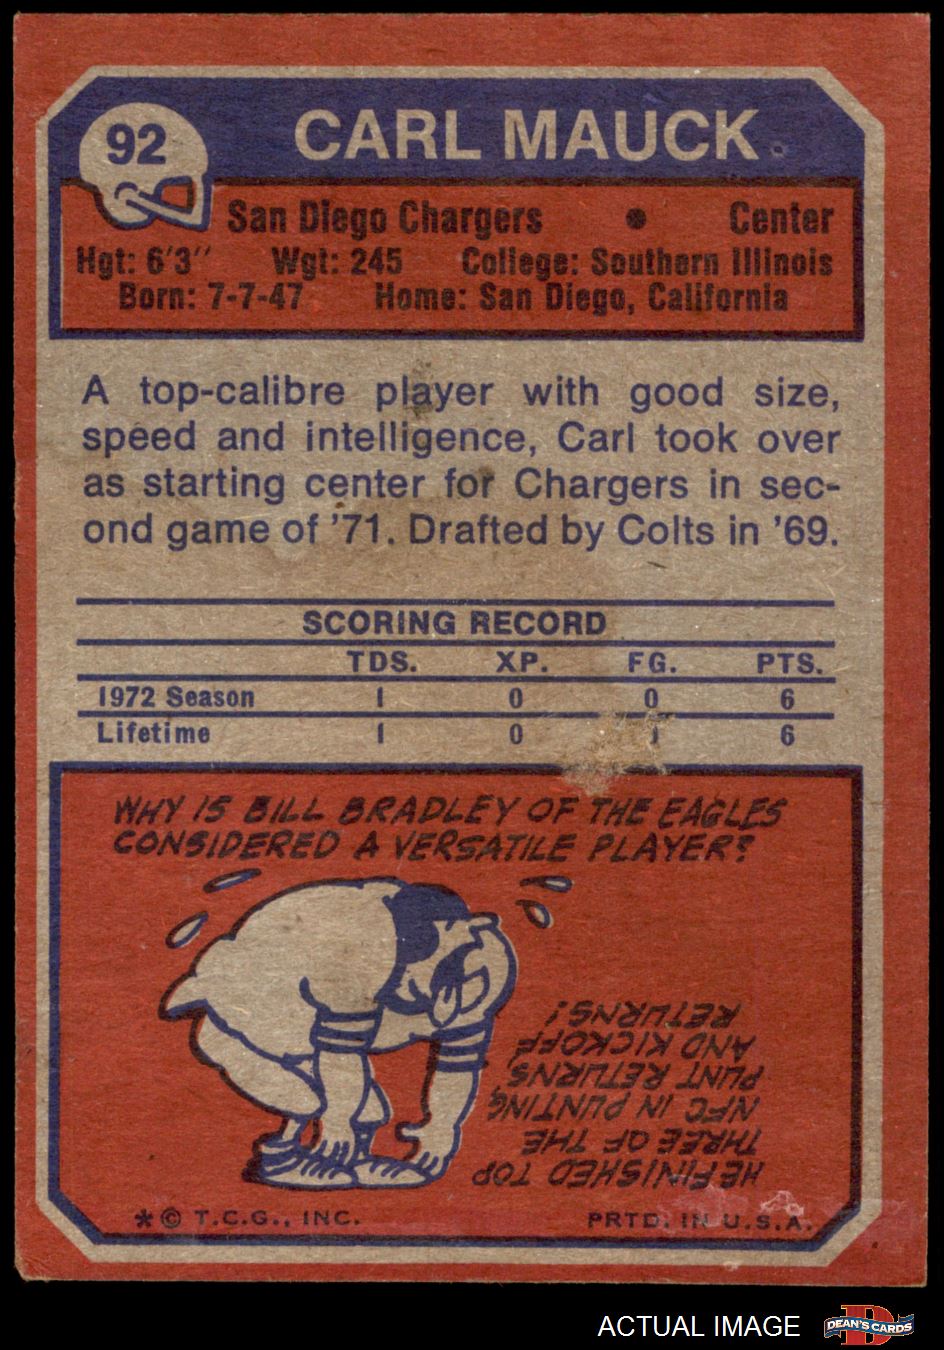 92
CARL MAUCK
San Diego Chargers • Center
Hgt: 6'3" Wgt: 245 College: Southern Illinois
Born: 7-7-47 Home: San Diego, California
A top-calibre player with good size,
speed and intelligence, Carl took over
as starting center for Chargers in sec-
ond game of '71. Drafted by Colts in '69.
SCORING RECORD
TDS. XP. FG. PTS.
1972 Season 1 0 0 6
Lifetime 1 0 6
WHY IS BILL BRADLEY OF THE EAGLES
CONSIDERED A VERSATILE PLAYER?
HE FINISHED TOP
THREE OF THE
NFC IN PUNTING,
PUNT RETURNS
AND KICKOFF
RETURNS!
* © T.C.G., INC. PRTD. IN U.S.A.
ACTUAL IMAGE
D
DEAN'S CARDS